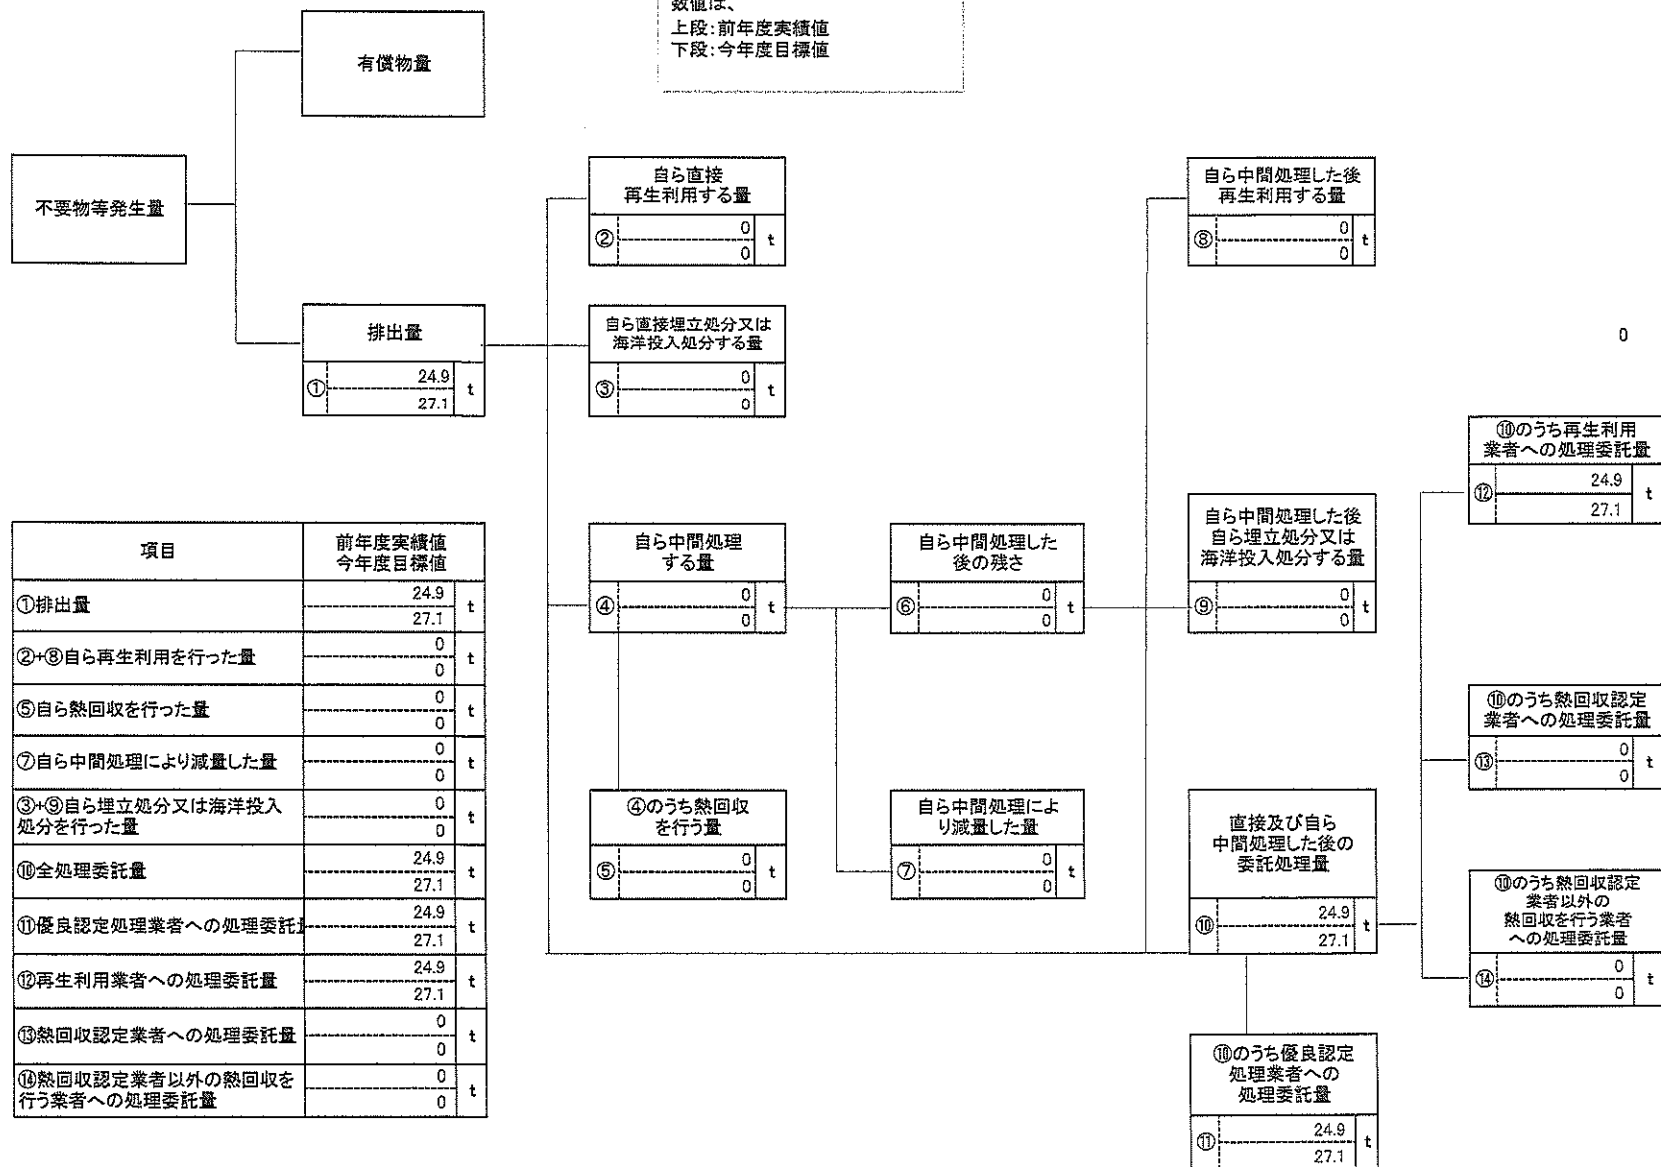 数値は、
上段:前年度実績値
下段:今年度目標値
有償物量
不要物等発生量
排出量
① 24.9 t
27.1
自ら直接
再生利用する量
② 0 t
0
自ら直接埋立処分又は
海洋投入処分する量
③ 0 t
0
自ら中間処理した後
再生利用する量
⑧ 0 t
0
0
自ら中間処理
する量
④ 0 t
0
自ら中間処理した
後の残さ
⑥ 0 t
0
自ら中間処理した後
自ら埋立処分又は
海洋投入処分する量
⑨ 0 t
0
⑩のうち再生利用
業者への処理委託量
⑫ 24.9 t
27.1
⑩のうち熱回収認定
業者への処理委託量
⑬ 0 t
0
④のうち熱回収
を行う量
⑤ 0 t
0
自ら中間処理によ
り減量した量
⑦ 0 t
0
直接及び自ら
中間処理した後の
委託処理量
⑩ 24.9 t
27.1
⑩のうち熱回収認定
業者以外の
熱回収を行う業者
への処理委託量
⑭ 0 t
0
⑩のうち優良認定
処理業者への
処理委託量
⑪ 24.9 t
27.1
項目 前年度実績値
今年度目標値
①排出量 24.9 t
27.1
②+⑧自ら再生利用を行った量 0 t
0
⑤自ら熱回収を行った量 0 t
0
⑦自ら中間処理により減量した量 0 t
0
③+⑨自ら埋立処分又は海洋投入 0 t
処分を行った量 0
⑩全処理委託量 24.9 t
27.1
⑪優良認定処理業者への処理委託 24.9 t
27.1
⑫再生利用業者への処理委託量 24.9 t
27.1
⑬熱回収認定業者への処理委託量 0 t
0
⑭熱回収認定業者以外の熱回収を 0 t
行う業者への処理委託量 0